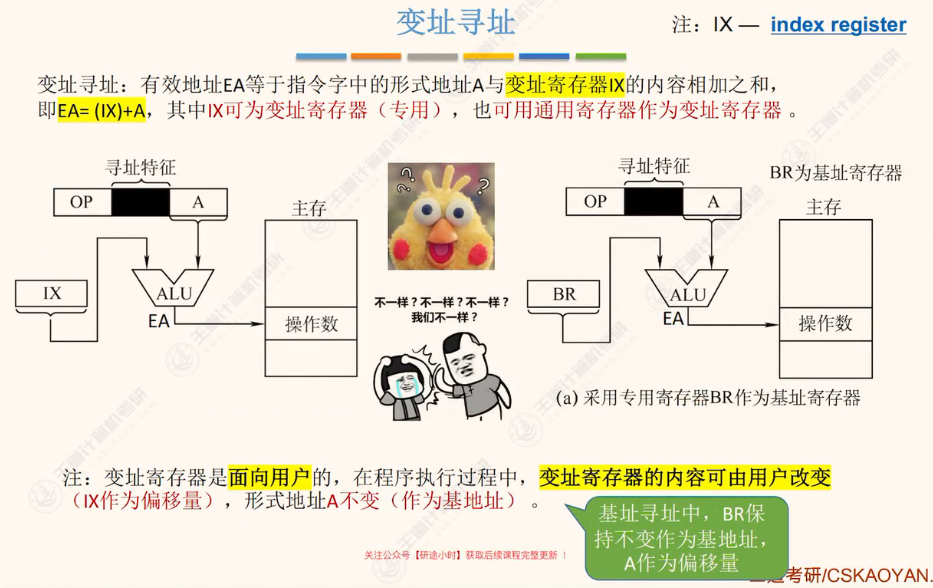 变址寻址
注：IX — index register
变址寻址：有效地址EA等于指令字中的形式地址A与变址寄存器IX的内容相加之和，
即EA= (IX)+A，其中IX可为变址寄存器（专用），也可用通用寄存器作为变址寄存器 。
寻址特征
OP
A
主存
IX
ALU
EA
操作数
? ? ?
不一样？不一样？不一样？
我们不一样？
寻址特征
BR为基址寄存器
OP
A
主存
BR
ALU
EA
操作数
(a) 采用专用寄存器BR作为基址寄存器
注：变址寄存器是面向用户的，在程序执行过程中，变址寄存器的内容可由用户改变
（IX作为偏移量），形式地址A不变（作为基地址） 。
基址寻址中，BR保
持不变作为基地址，
A作为偏移量
关注公众号【研途小时】获取后续课程完整更新 ！
王道考研/CSKAOYAN
王道计算机考研